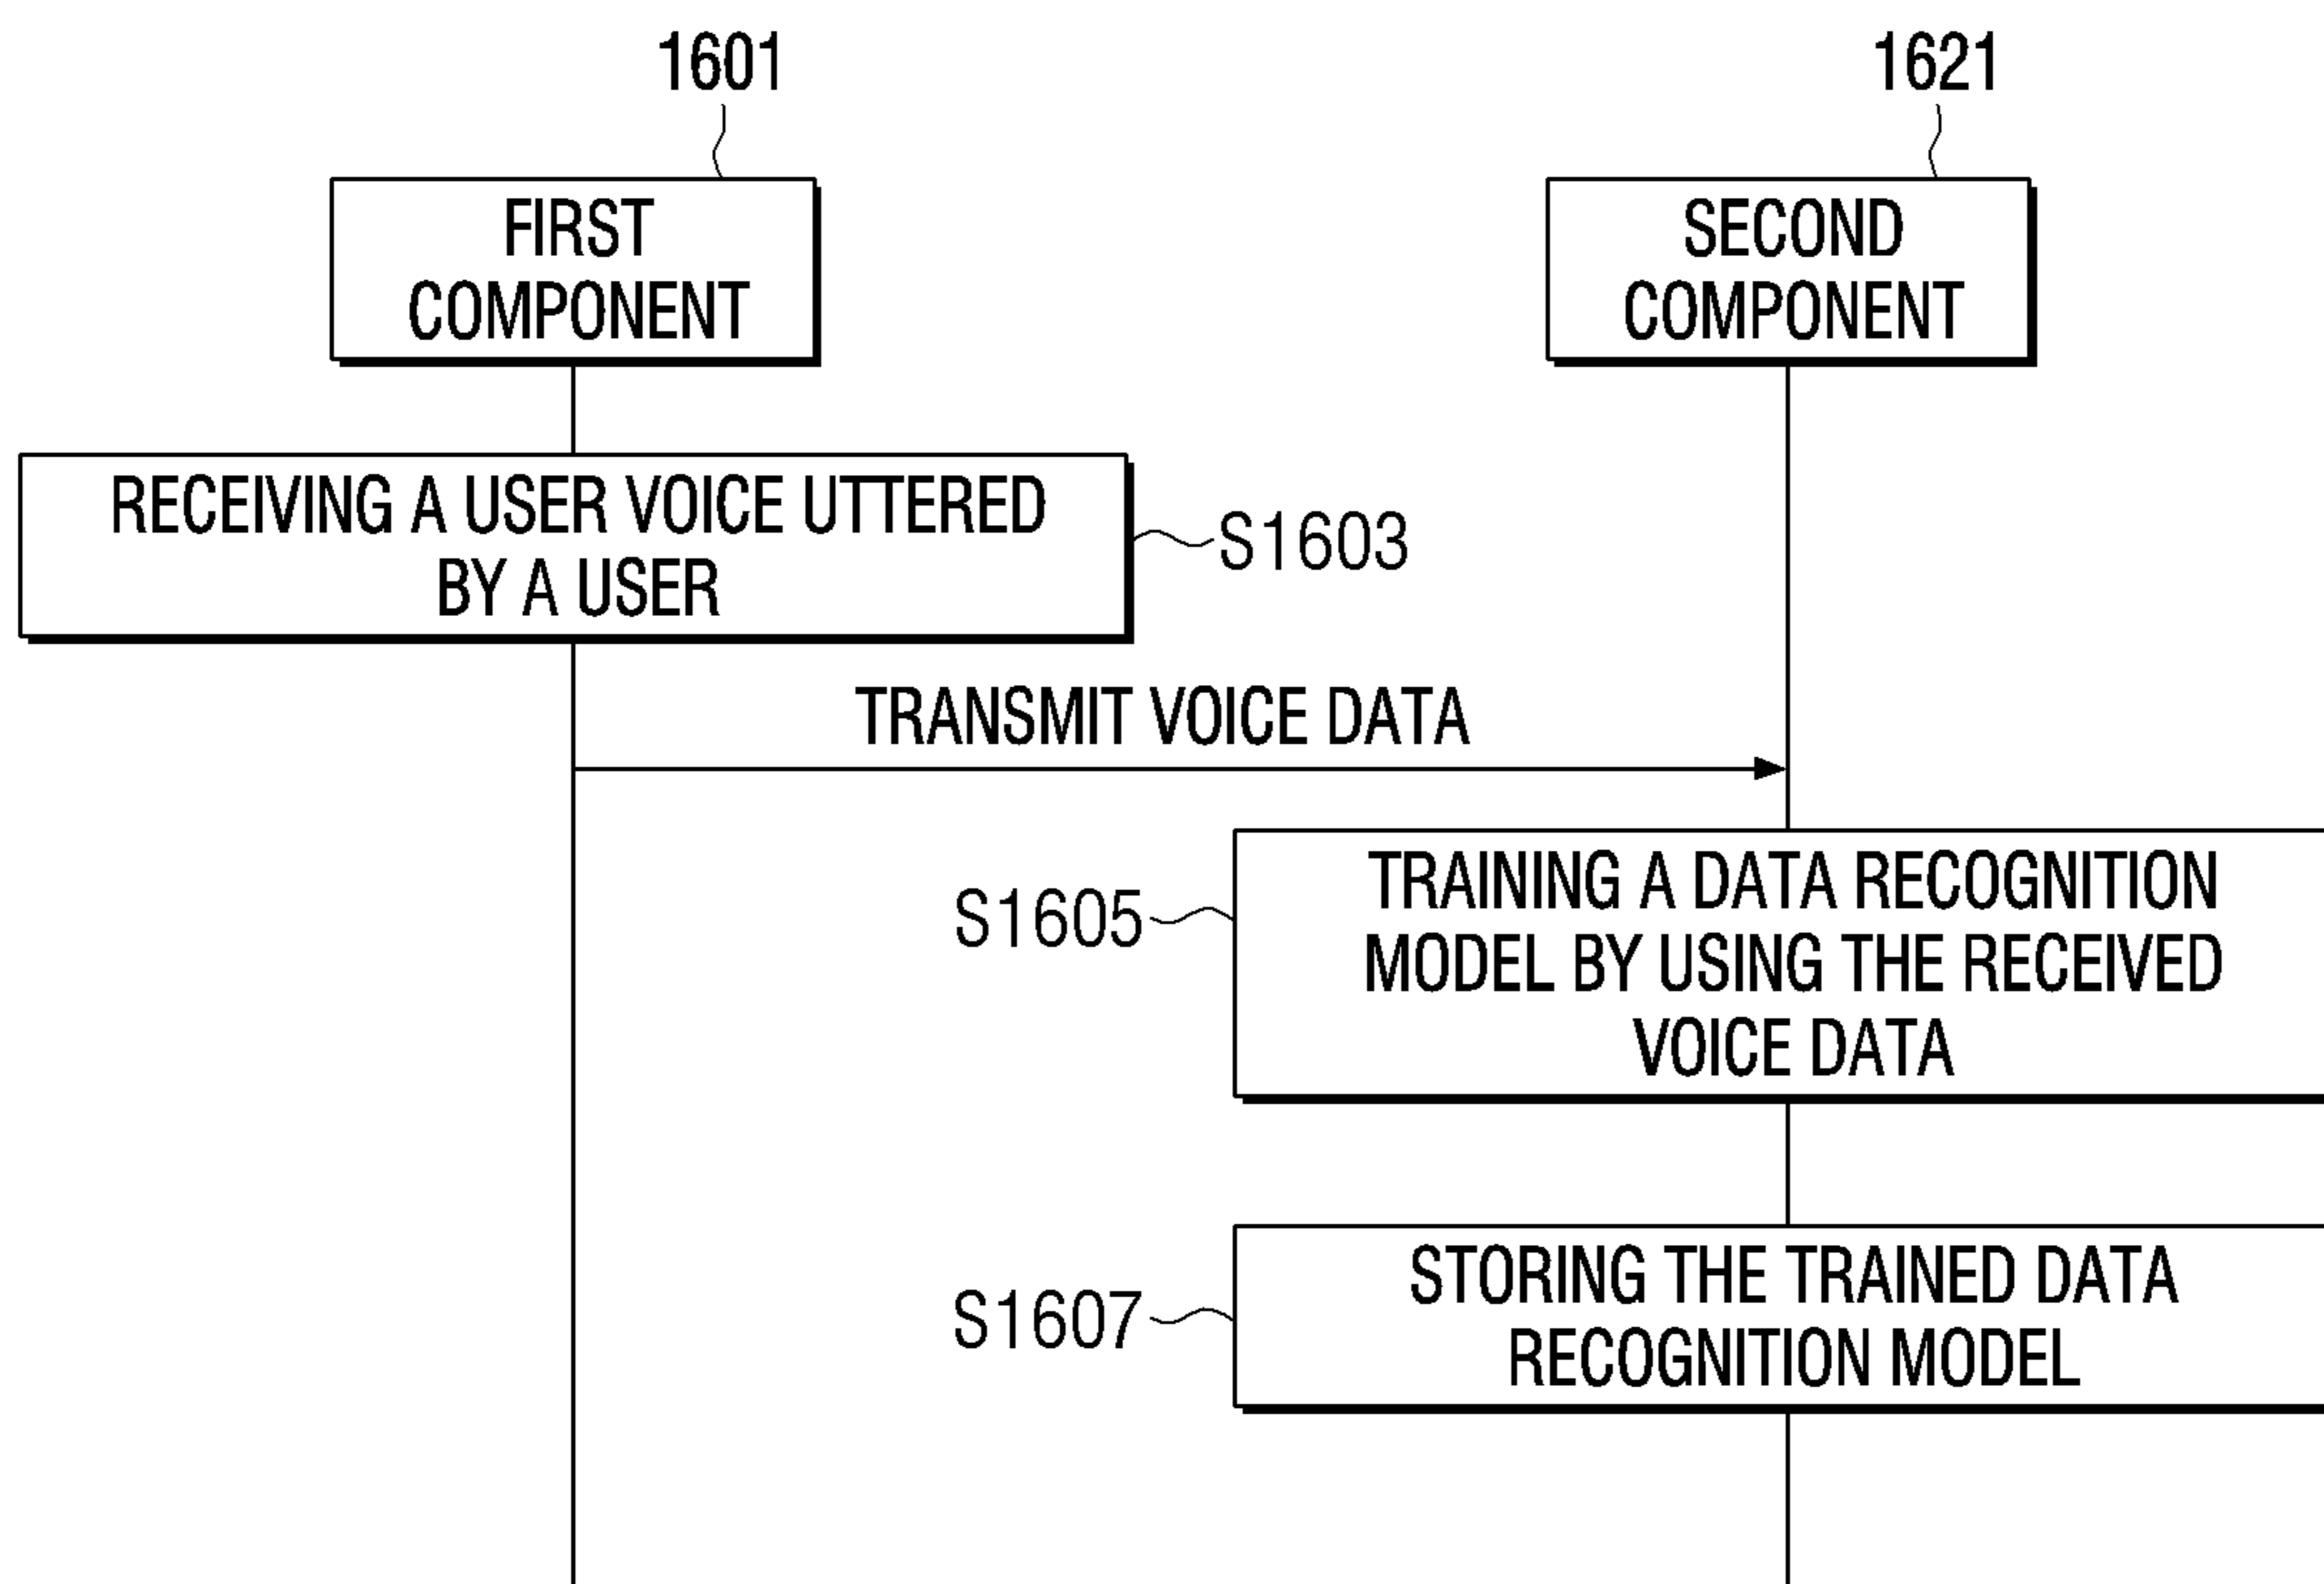 1601
1621
FIRST
COMPONENT
SECOND
COMPONENT
RECEIVING A USER VOICE UTTERED
BY A USER
S1603
TRANSMIT VOICE DATA
S1605
TRAINING A DATA RECOGNITION
MODEL BY USING THE RECEIVED
VOICE DATA
S1607
STORING THE TRAINED DATA
RECOGNITION MODEL